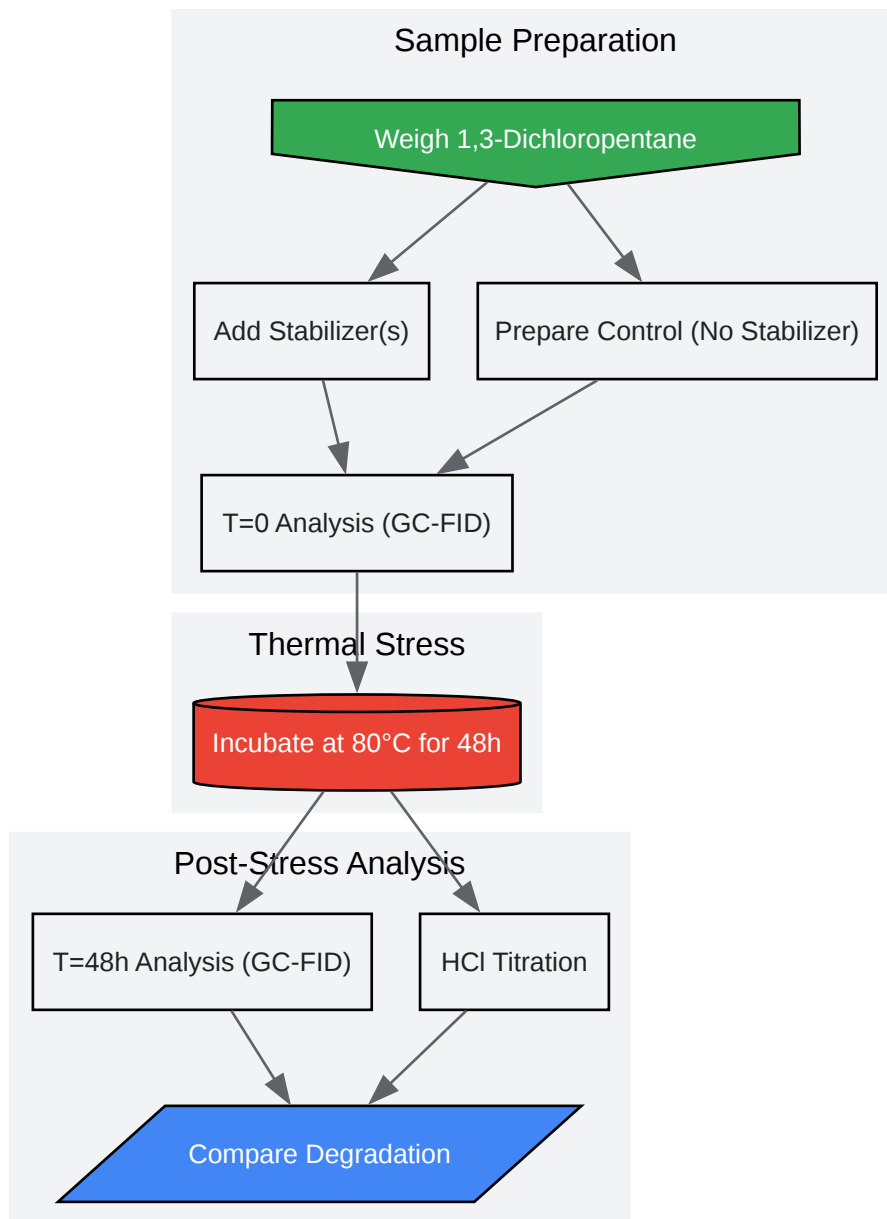 Sample Preparation
Weigh 1,3-Dichloropentane
Add Stabilizer(s)
Prepare Control (No Stabilizer)
T=0 Analysis (GC-FID)
Thermal Stress
Incubate at 80°C for 48h
Post-Stress Analysis
T=48h Analysis (GC-FID)
HCl Titration
Compare Degradation